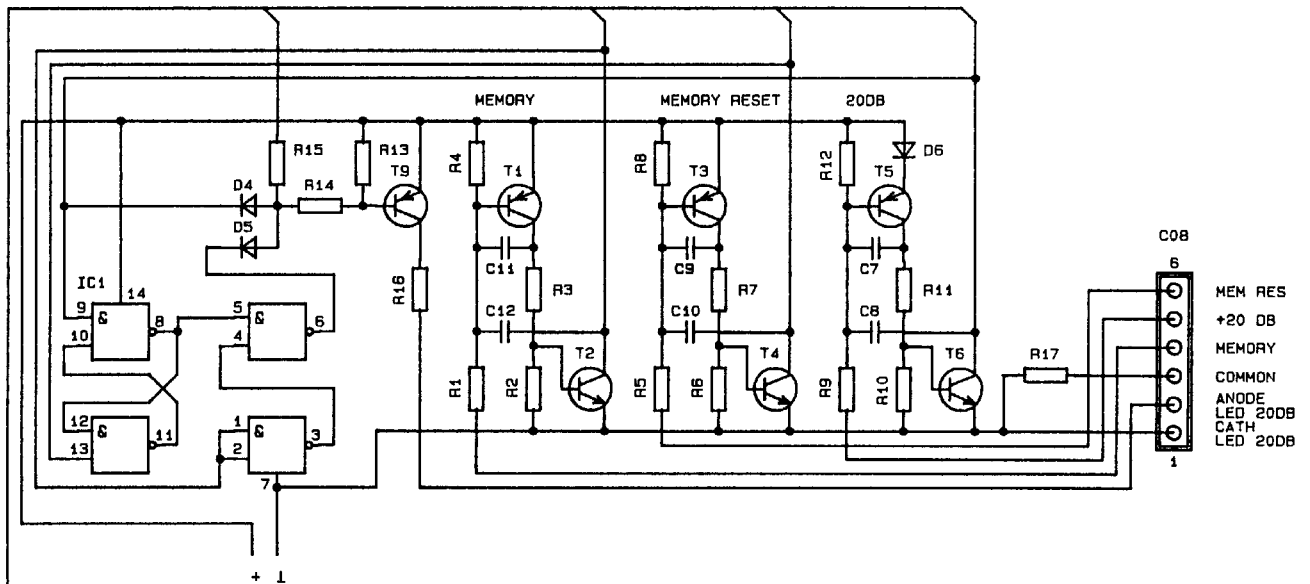 MEMORY MEMORY RESET 20DB
R15 R13 R4 T1 R8 T3 R12 D6
T9 T5
D4 R14
D5
C08
C11 C9 C7
6
IC1 R16 R3 R7 R11 MEM RES
14
9 & 8 5 & 6 +20 DB
10 4 C12 C10 C8
MEMORY
T2 T4 T6 R17
COMMON
R1 R2 R5 R6 R9 R10
ANODE
LED 20DB
12 & 11 1 & 3 CATH
13 2 LED 20DB
7 1
+ ⊥